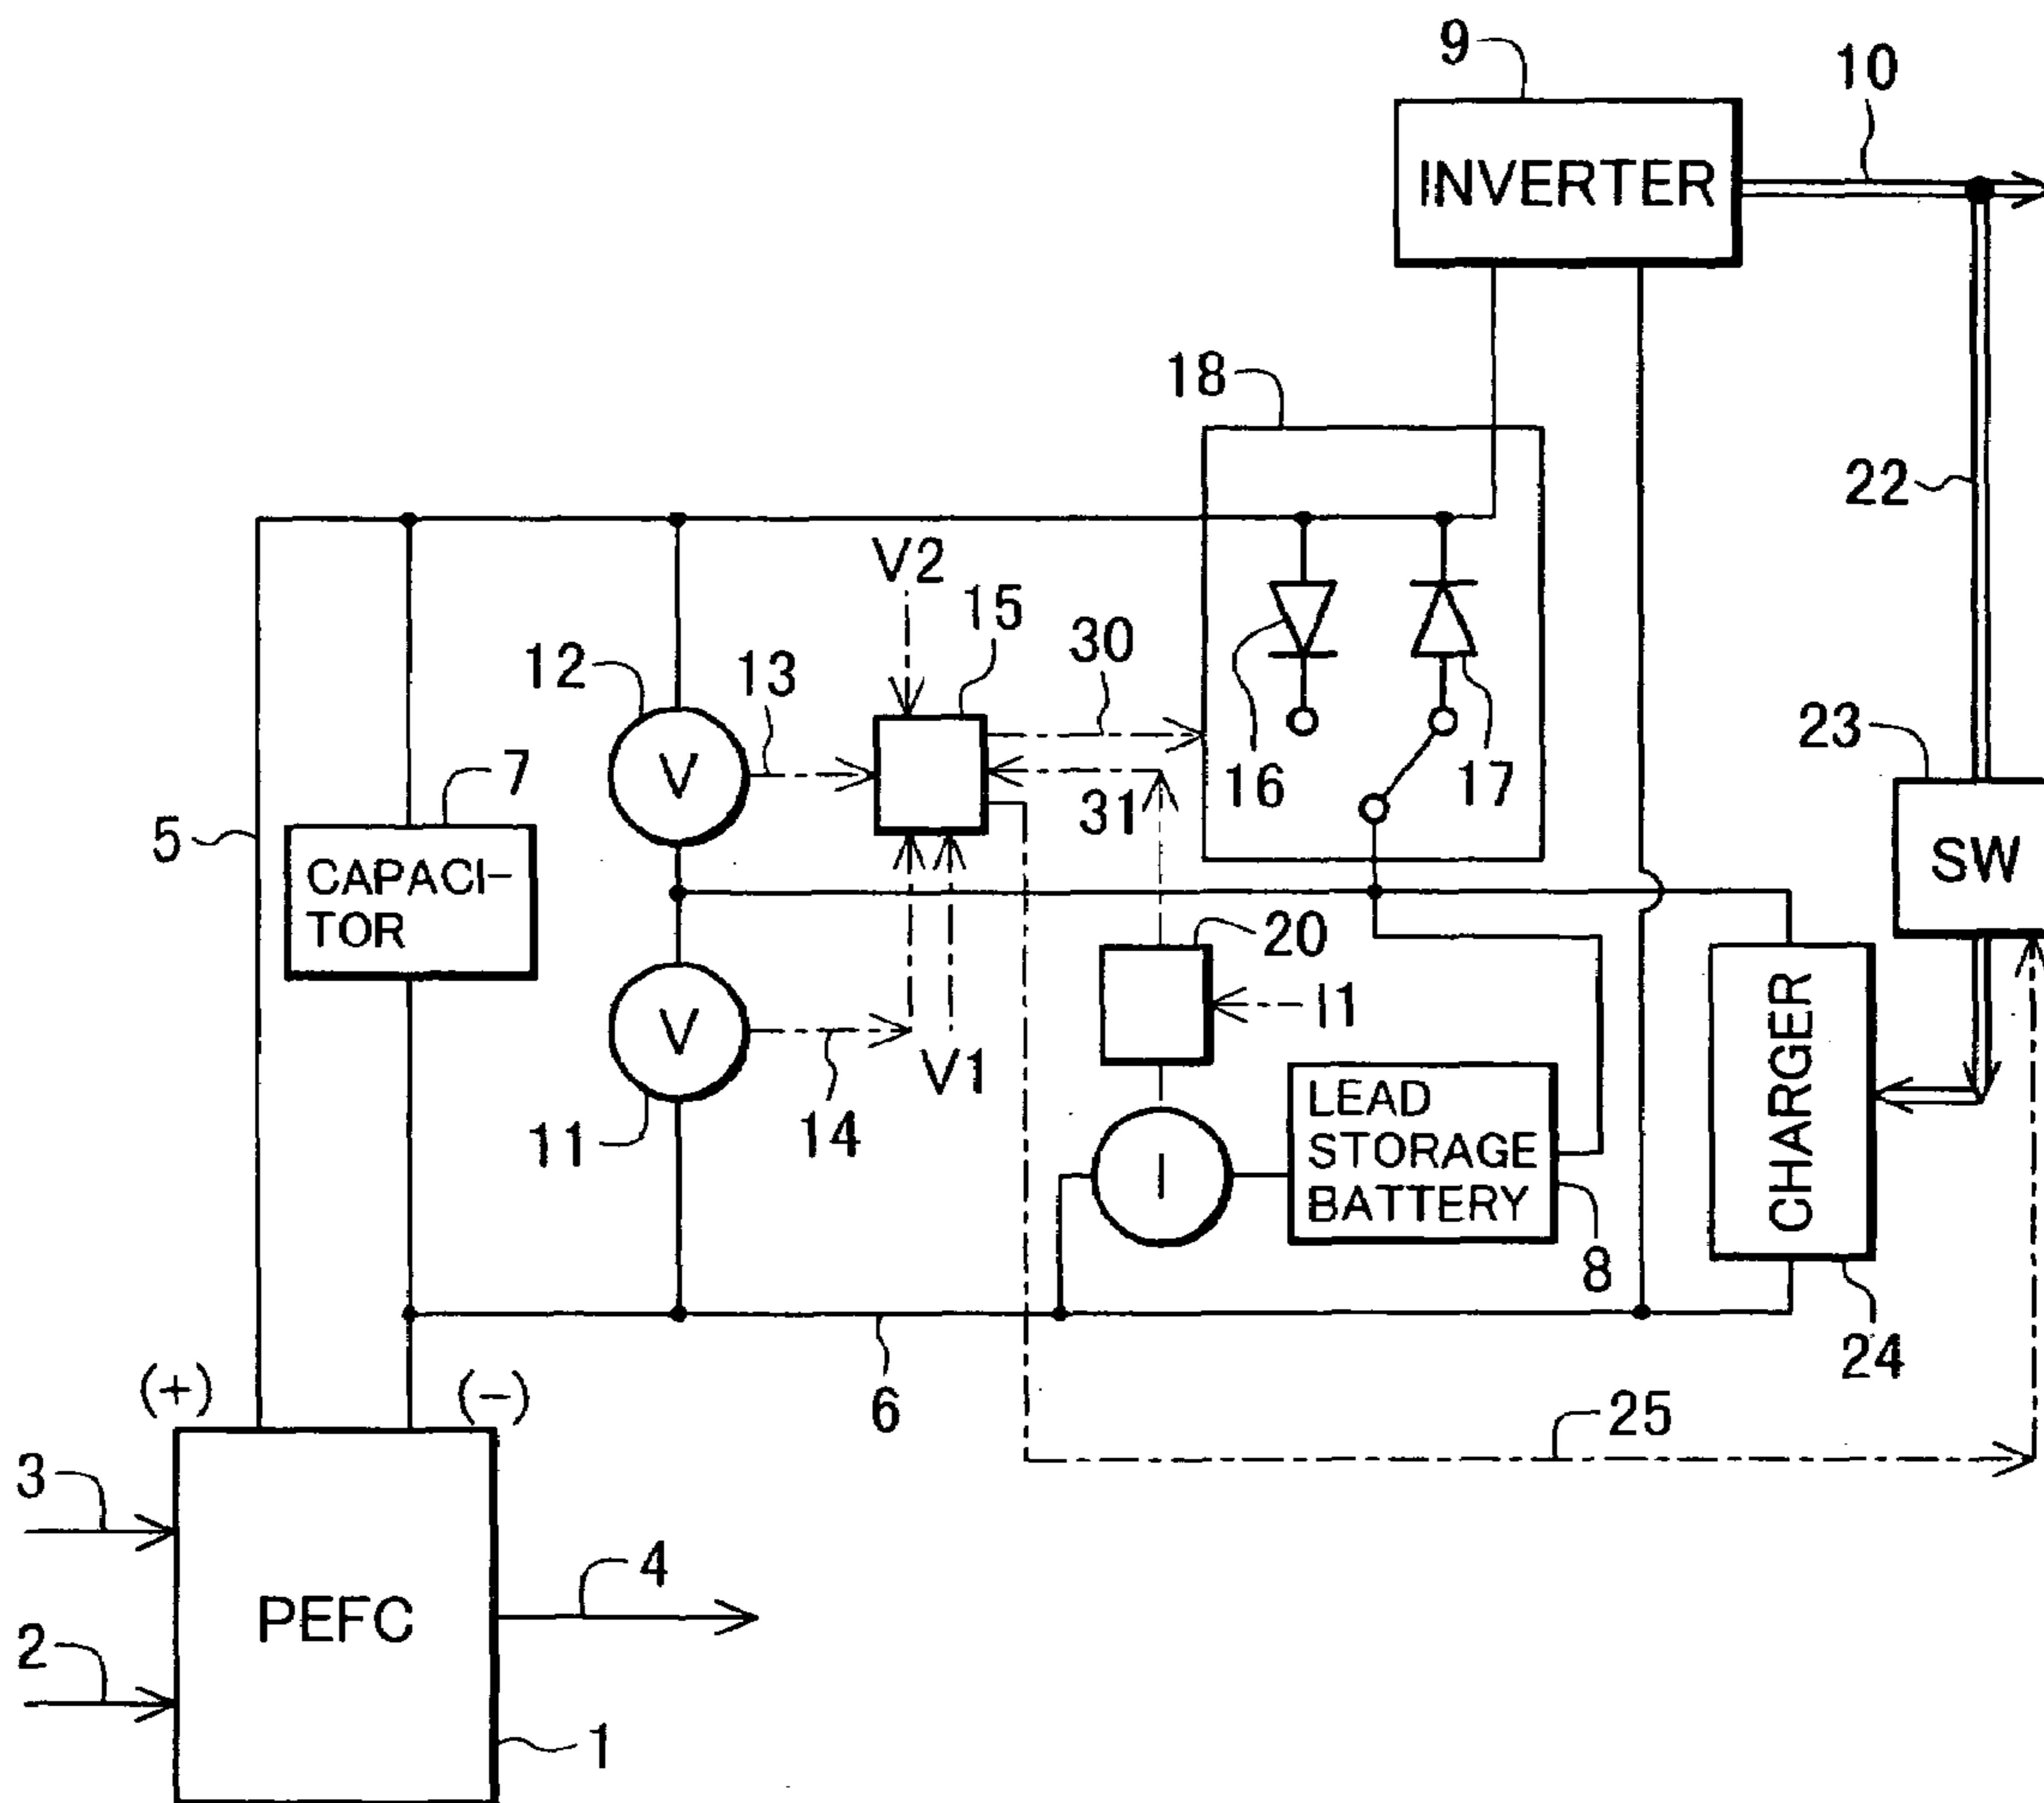 9
10
INVERTER
18
22
V2
15
12
13
30
V
16
31
17
23
7
5
CAPACI-
TOR
SW
20
I1
V
V1
11
14
LEAD
STORAGE
BATTERY
I
CHARGER
8
24
(+)
(-)
6
25
3
4
PEFC
2
1